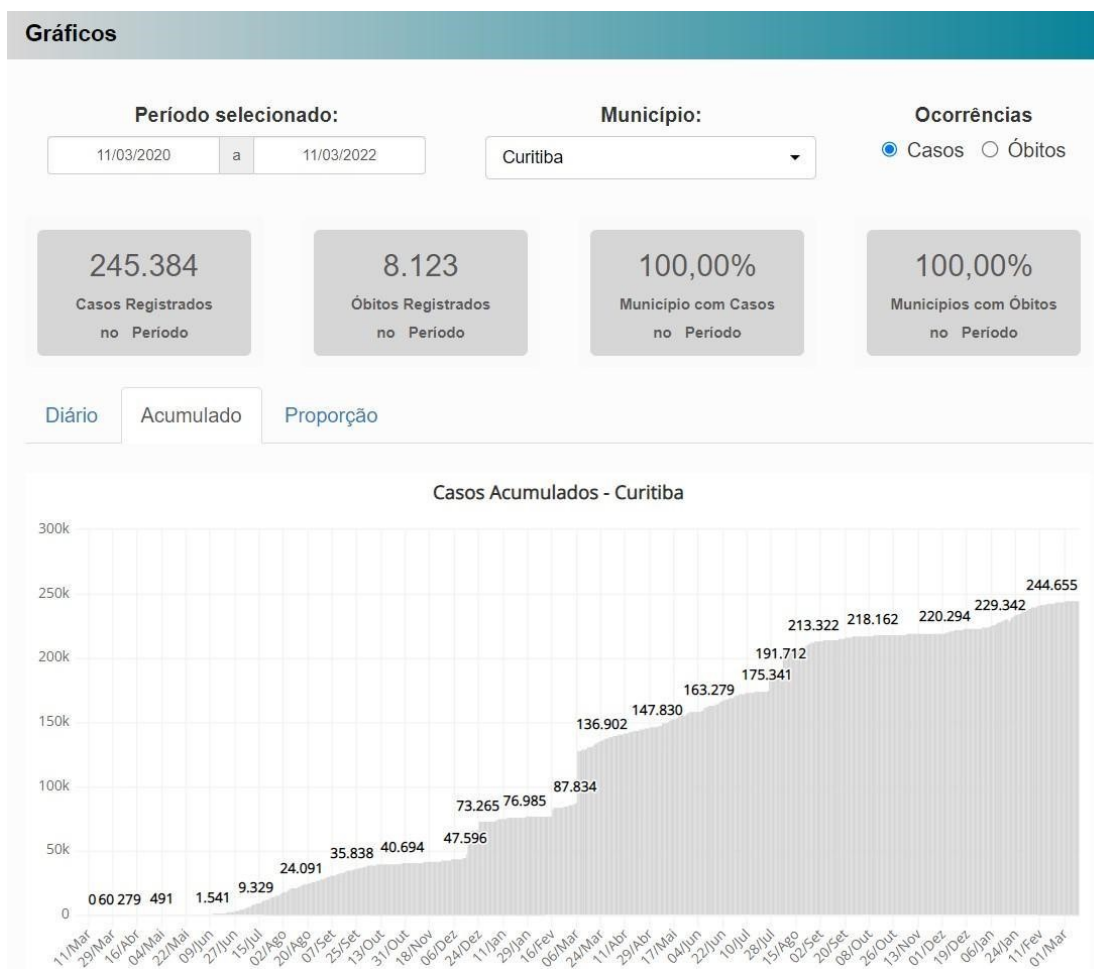 Gráficos
Período selecionado:
11/03/2020 a 11/03/2022
Município:
Curitiba
Ocorrências
Casos Óbitos
245.384
Casos Registrados
no Período
8.123
Óbitos Registrados
no Período
100,00%
Município com Casos
no Período
100,00%
Municípios com Óbitos
no Período
Diário Acumulado Proporção
Casos Acumulados - Curitiba
300k
250k
200k
150k
100k
50k
0
0 60 279 491 1.541 9.329 24.091 35.838 40.694 47.596 73.265 76.985 87.834 136.902 147.830 163.279 175.341 191.712 213.322 218.162 220.294 229.342 244.655
11/Mar 29/Mar 16/Abr 04/Mai 22/Mai 09/Jun 27/Jun 15/Jul 02/Ago 20/Ago 07/Set 25/Set 13/Out 31/Out 18/Nov 06/Dez 24/Dez 11/Jan 29/Jan 16/Fev 06/Mar 24/Mar 11/Abr 29/Abr 17/Mai 04/Jun 22/Jun 10/Jul 28/Jul 15/Ago 02/Set 20/Set 08/Out 26/Out 13/Nov 01/Dez 19/Dez 06/Jan 24/Jan 11/Fev 01/Mar